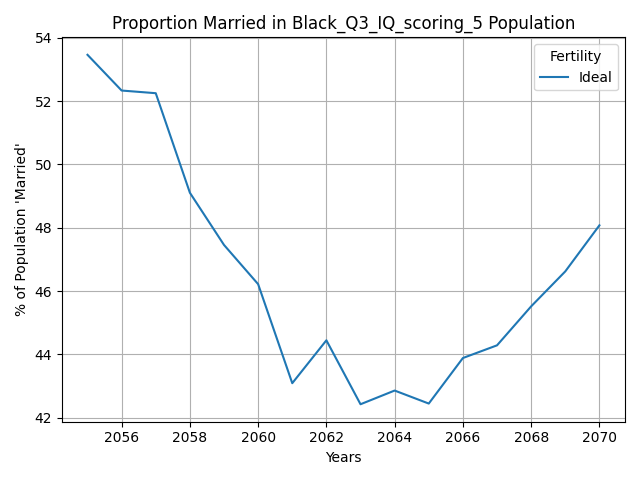 Proportion Married in Black_Q3_IQ_scoring_5 Population
Fertility
Ideal
% of Population 'Married'
54
52
50
48
46
44
42
2056 2058 2060 2062 2064 2066 2068 2070
Years